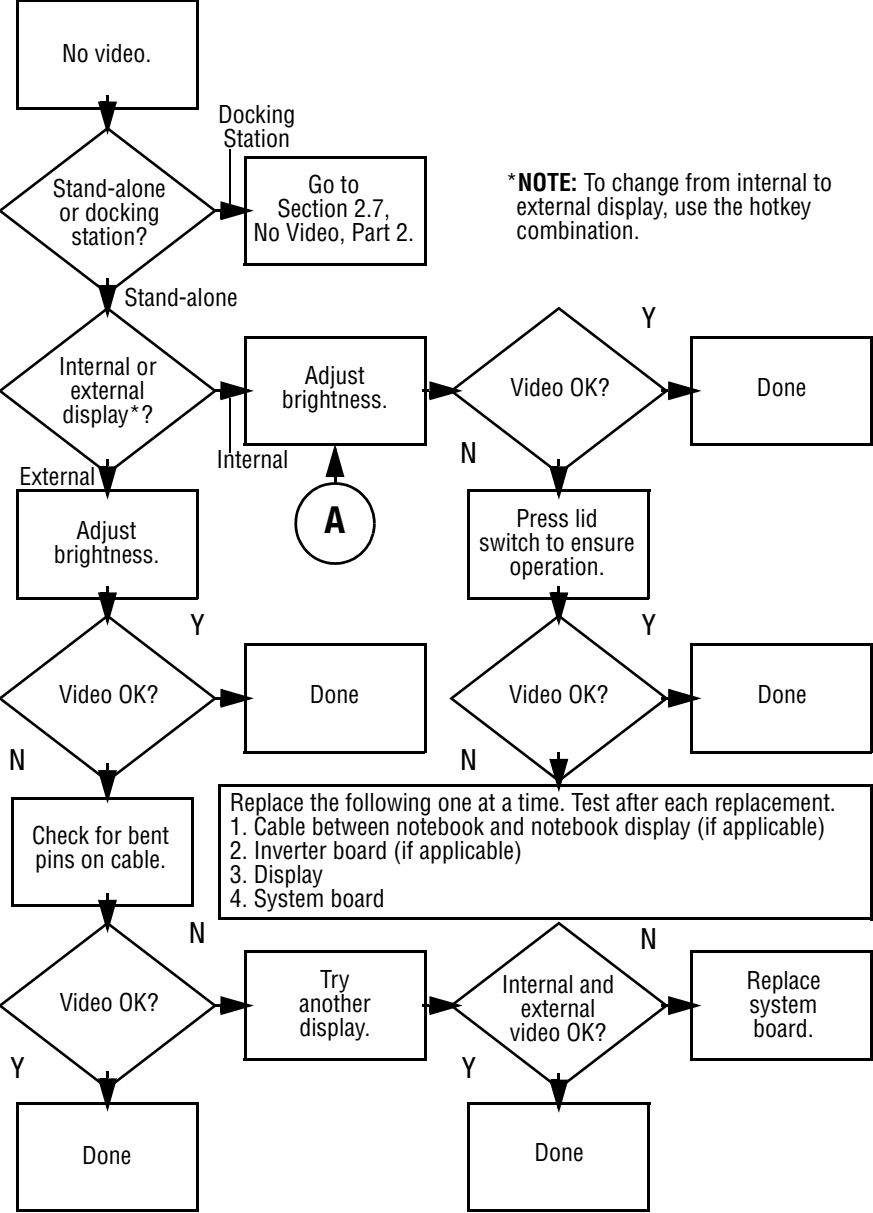 No video.
Docking
Station
Stand-alone
or docking
station?
Go to
Section 2.7,
No Video, Part 2.
*NOTE: To change from internal to
external display, use the hotkey
combination.
Stand-alone
Internal or
external
display*?
Internal
Adjust
brightness.
Video OK?
Y
Done
N
External
Adjust
brightness.
A
Press lid
switch to ensure
operation.
Video OK?
Y
Done
N
Video OK?
Y
Done
N
Check for bent
pins on cable.
Replace the following one at a time. Test after each replacement.
1. Cable between notebook and notebook display (if applicable)
2. Inverter board (if applicable)
3. Display
4. System board
Video OK?
N
Try
another
display.
Internal and
external
video OK?
N
Replace
system
board.
Y
Done
Y
Done